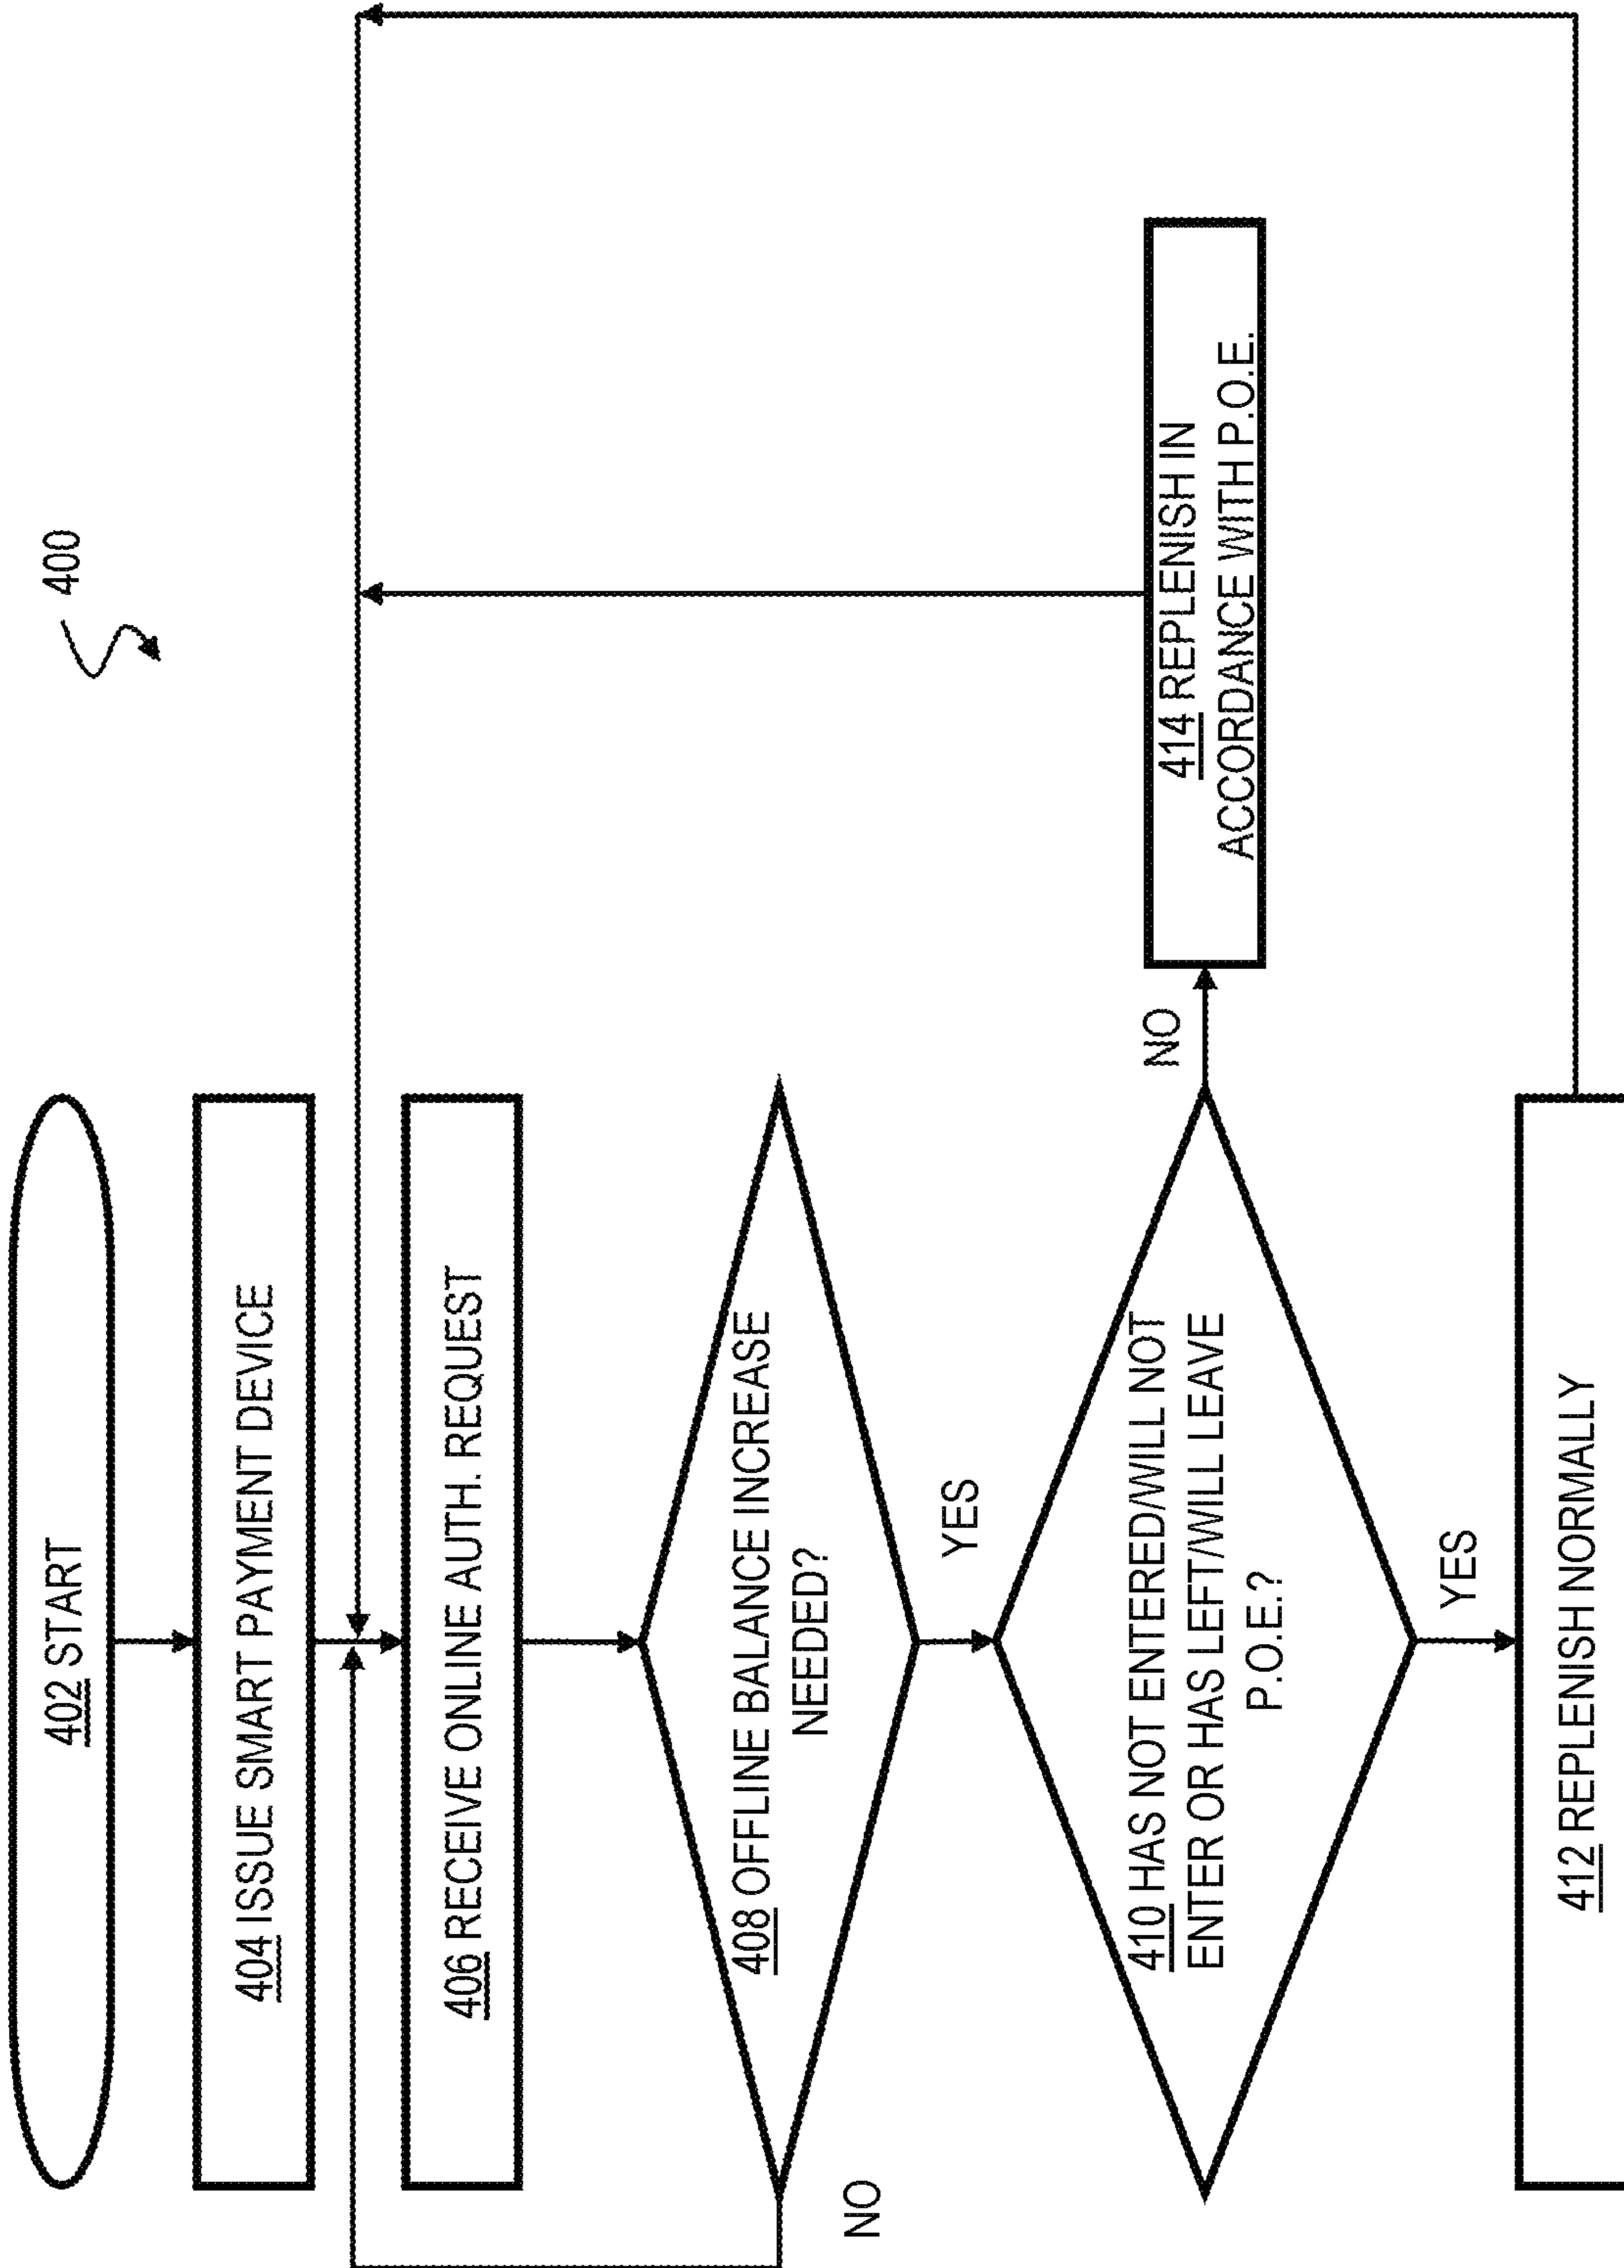 400
402 START
404 ISSUE SMART PAYMENT DEVICE
406 RECEIVE ONLINE AUTH. REQUEST
408 OFFLINE BALANCE INCREASE
NEEDED?
NO
YES
410 HAS NOT ENTERED/WILL NOT
ENTER OR HAS LEFT/WILL LEAVE
P.O.E.?
NO
414 REPLENISH IN
ACCORDANCE WITH P.O.E.
YES
412 REPLENISH NORMALLY